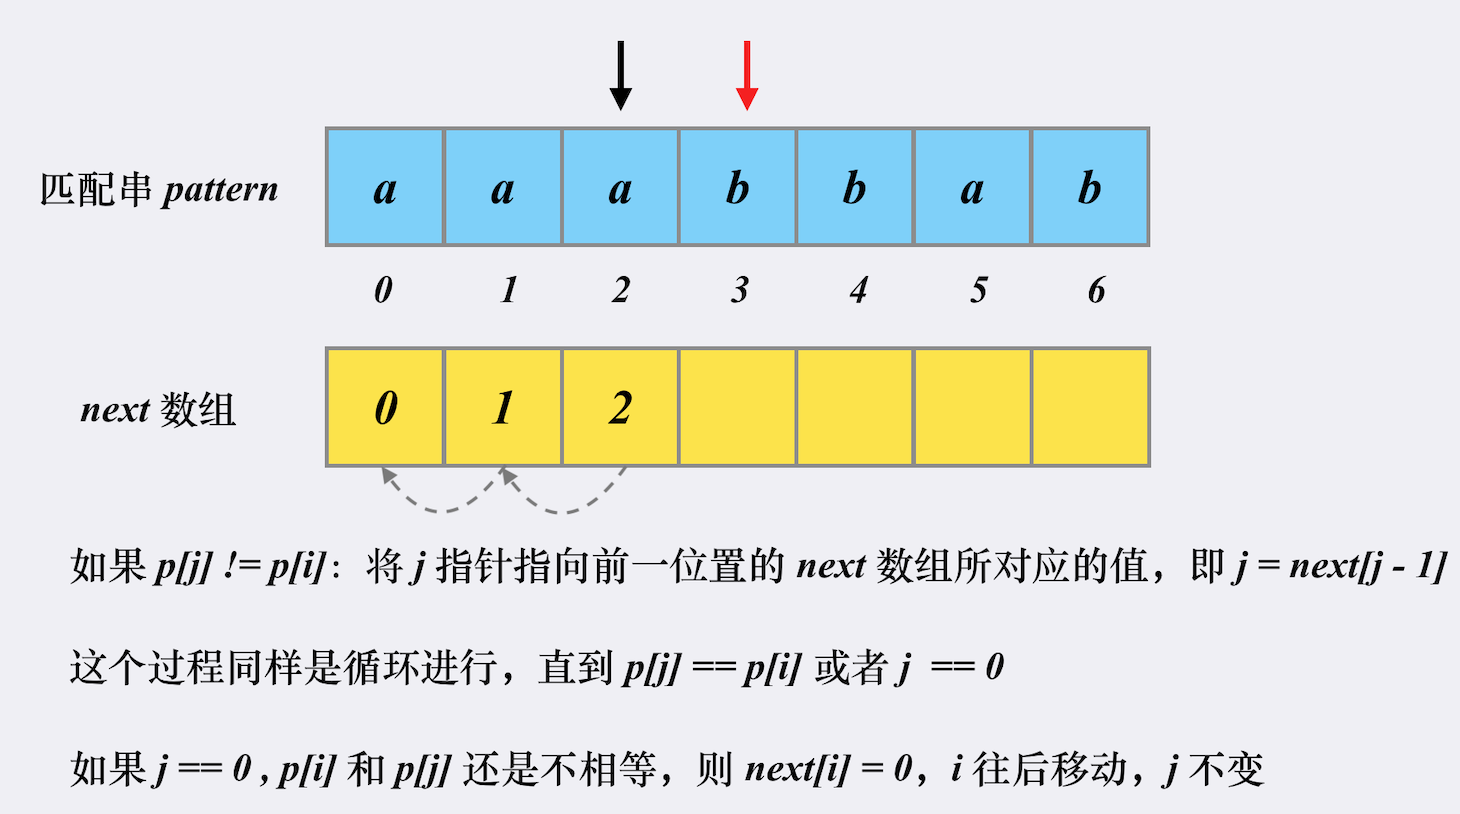 匹配串 pattern a a a b b a b
0 1 2 3 4 5 6
next 数组 0 1 2
如果 p[j] != p[i]：将 j 指针指向前一位置的 next 数组所对应的值，即 j = next[j - 1]
这个过程同样是循环进行，直到 p[j] == p[i] 或者 j == 0
如果 j == 0 , p[i] 和 p[j] 还是不相等，则 next[i] = 0，i 往后移动，j 不变